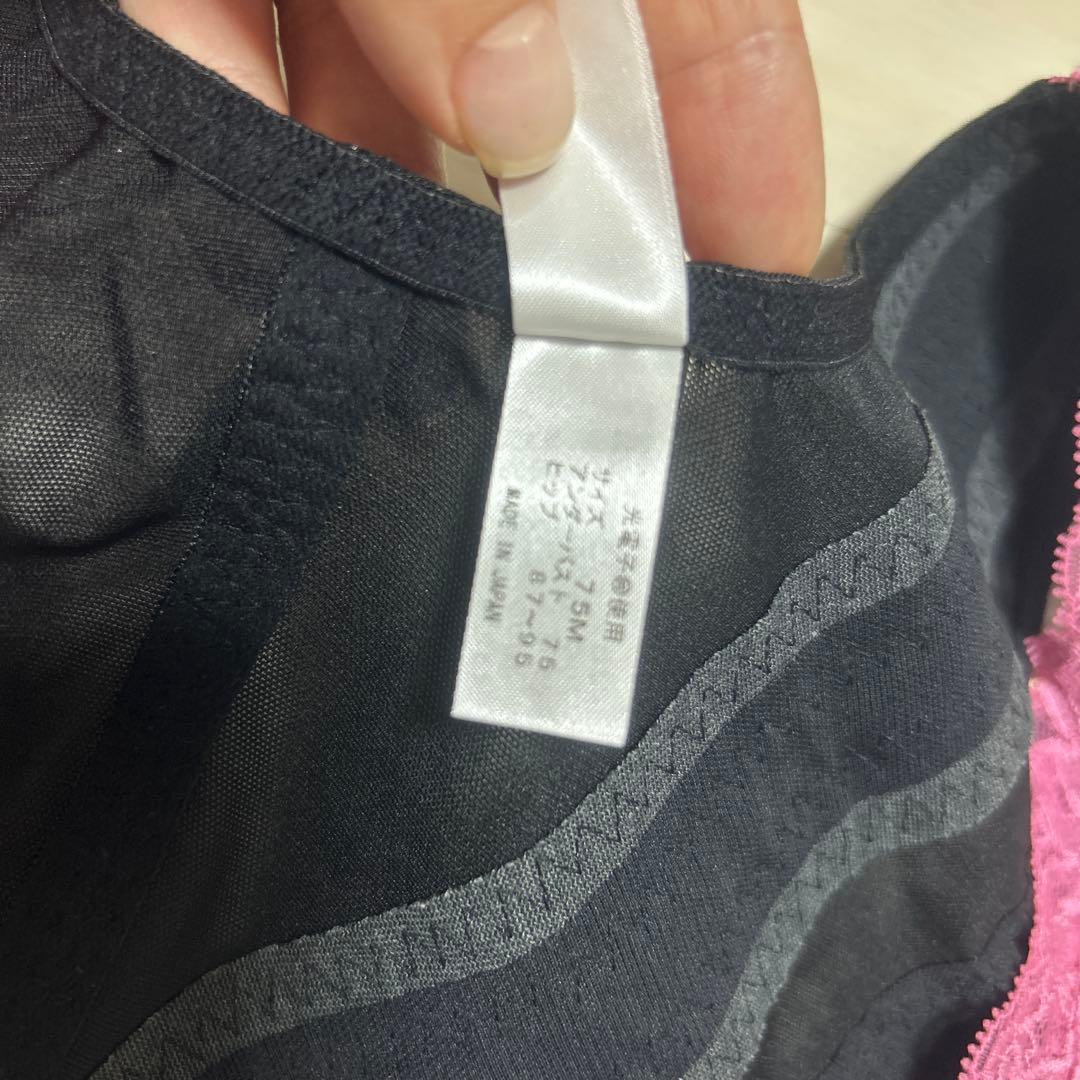 光電子®使用
サイズ 75M
アンダーバスト 75
ヒップ 87~95
MADE IN JAPAN